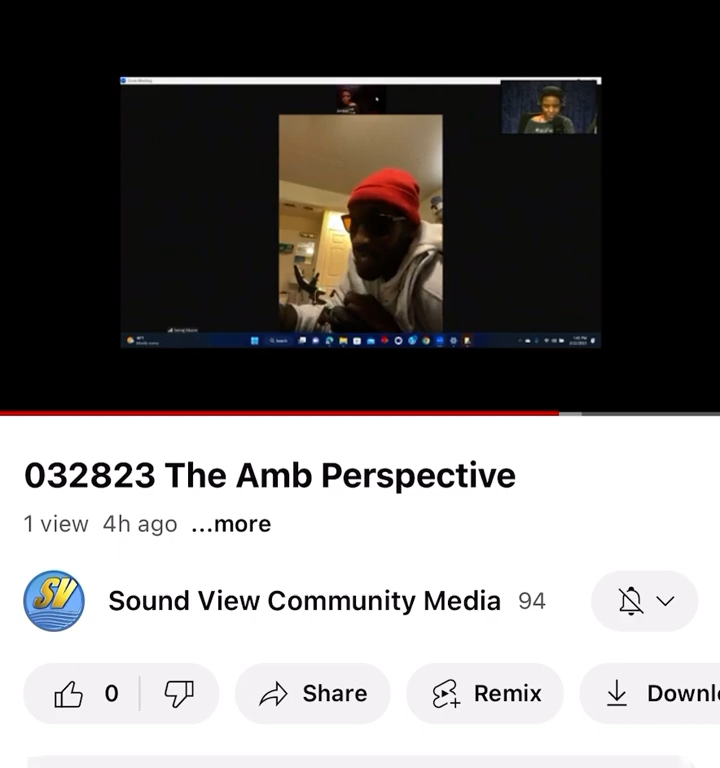 032823 The Amb Perspective
1 view 4h ago ...more
SV
Sound View Community Media 94
0
Share
Remix
Downl